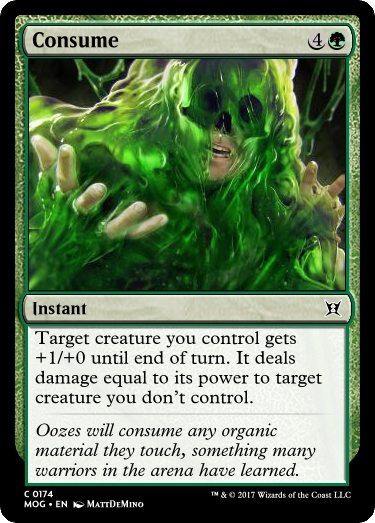 Consume 4
Instant
Target creature you control gets
+1/+0 until end of turn. It deals
damage equal to its power to target
creature you don't control.
Oozes will consume any organic
material they touch, something many
warriors in the arena have learned.
C 0174
MOG • EN MattDeMino
™ & © 2017 Wizards of the Coast LLC